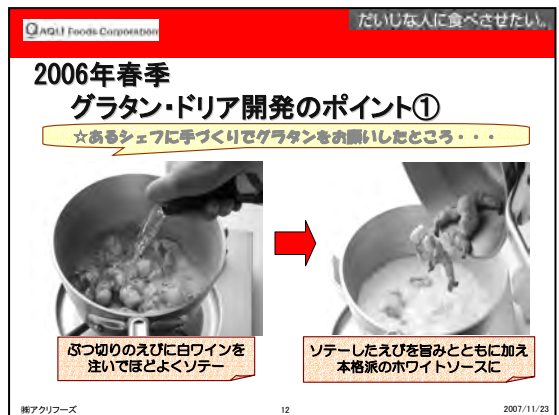 AQLI Foods Corporation
だいじな人に食べさせたい。
2006年春季
グラタン・ドリア開発のポイント①
☆あるシェフに手づくりでグラタンをお願いしたところ・・・
ぶつ切りのえびに白ワインを
注いでほどよくソテー
ソテーしたえびを旨みとともに加え
本格派のホワイトソースに
㈱アクリフーズ
12
2007/11/23